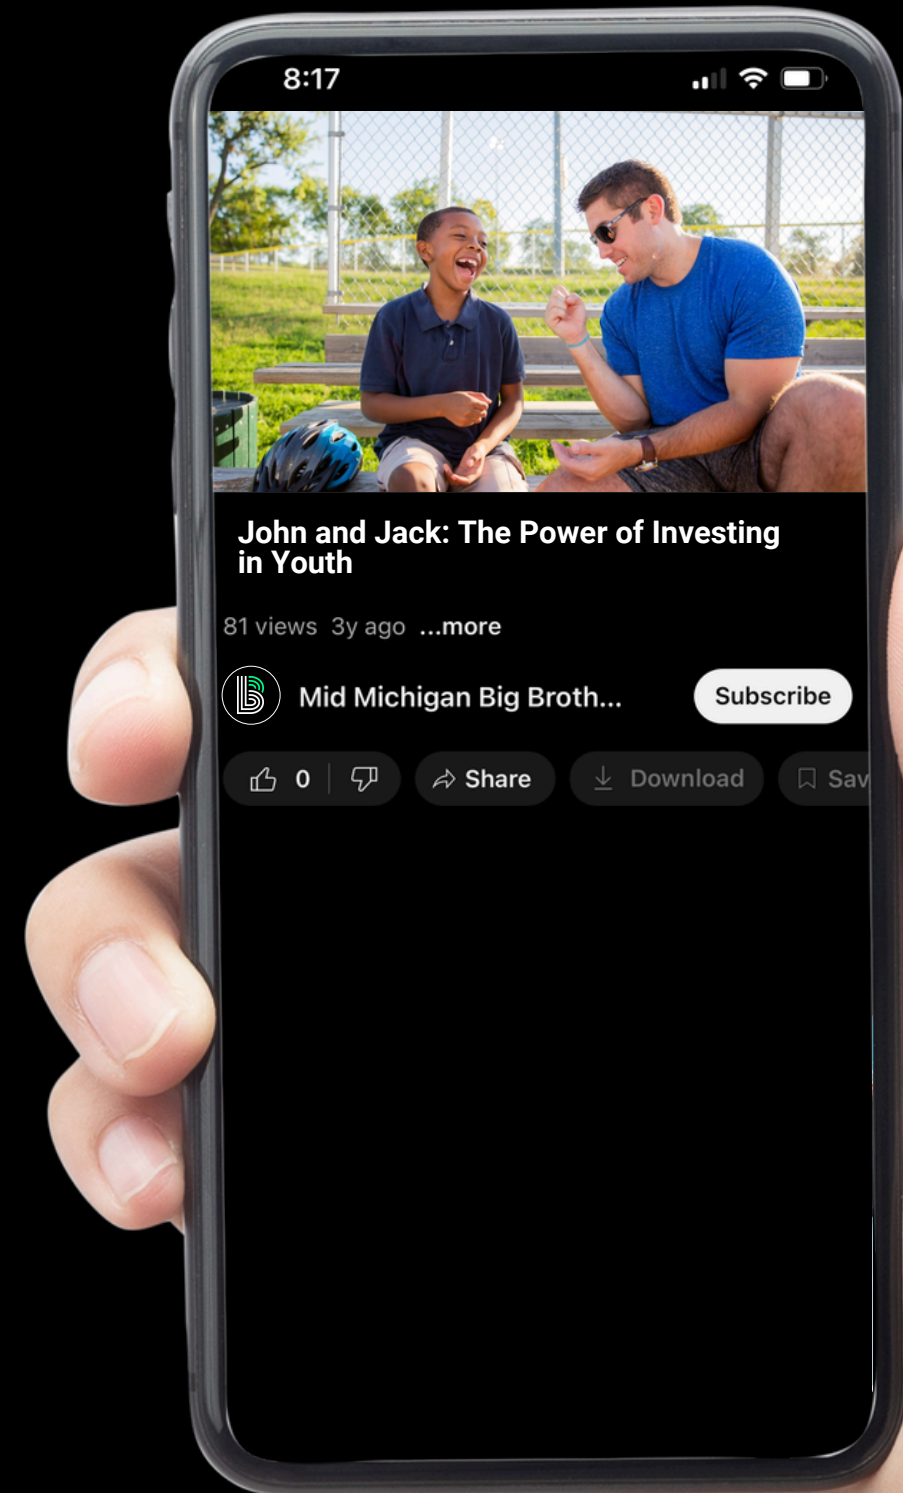 8:17
John and Jack: The Power of Investing
in Youth
81 views 3y ago ...more
Mid Michigan Big Broth... Subscribe
0 Share Download Sav